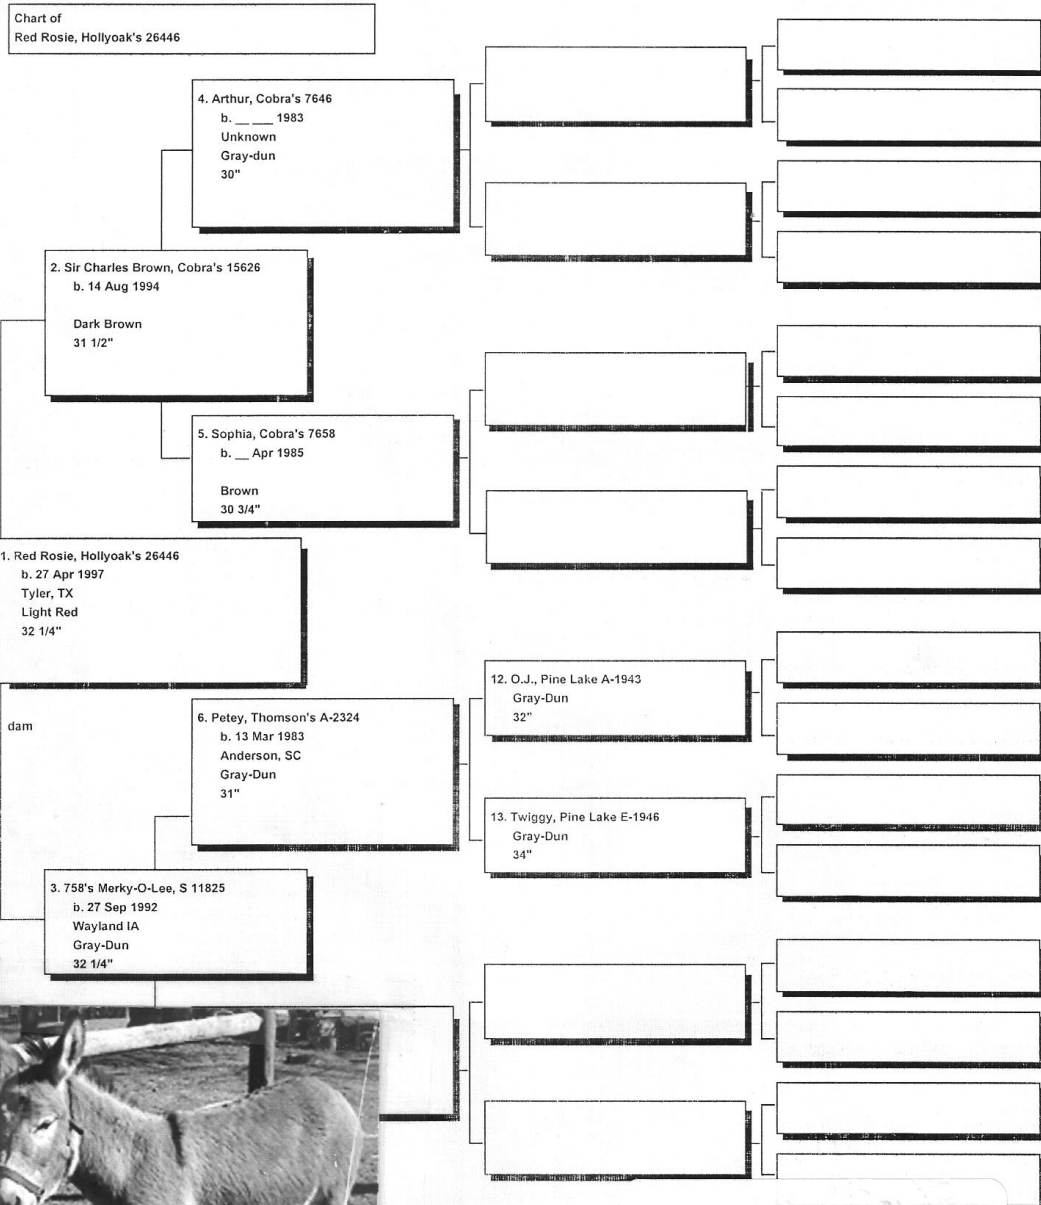 Chart of
Red Rosie, Hollyoak's 26446
4. Arthur, Cobra's 7646
b. __ ___ 1983
Unknown
Gray-dun
30"
2. Sir Charles Brown, Cobra's 15626
b. 14 Aug 1994
Dark Brown
31 1/2"
5. Sophia, Cobra's 7658
b. __ Apr 1985
Brown
30 3/4"
1. Red Rosie, Hollyoak's 26446
b. 27 Apr 1997
Tyler, TX
Light Red
32 1/4"
dam
6. Petey, Thomson's A-2324
b. 13 Mar 1983
Anderson, SC
Gray-Dun
31"
12. O.J., Pine Lake A-1943
Gray-Dun
32"
13. Twiggy, Pine Lake E-1946
Gray-Dun
34"
3. 758's Merky-O-Lee, S 11825
b. 27 Sep 1992
Wayland IA
Gray-Dun
32 1/4"